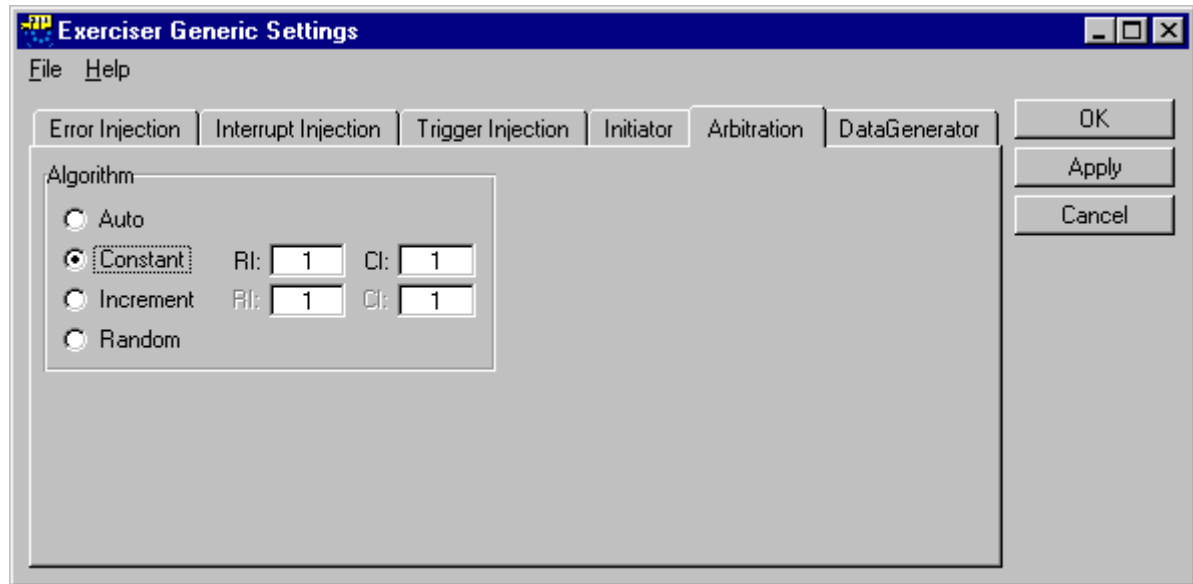 Exerciser Generic Settings
File Help
Error Injection Interrupt Injection Trigger Injection Initiator Arbitration DataGenerator
OK
Apply
Cancel
Algorithm
Auto
Constant RI: 1 CI: 1
Increment RI: 1 CI: 1
Random